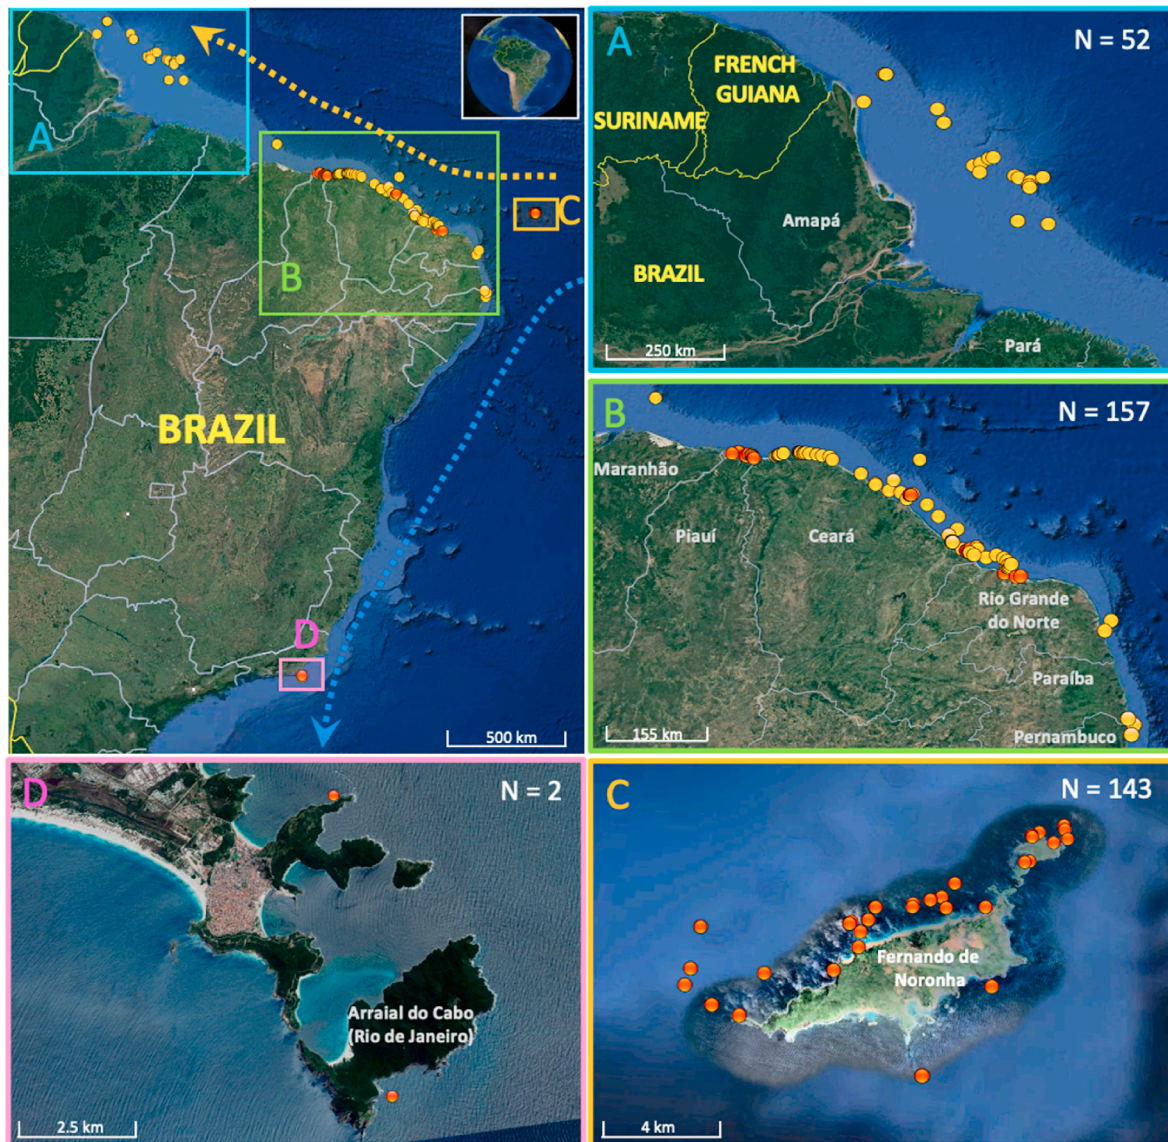 A
B
C
BRAZIL
D
500 km
A
N = 52
FRENCH
GUIANA
SURINAME
Amapá
BRAZIL
Pará
250 km
B
N = 157
Maranhão
Piauí
Ceará
Rio Grande
do Norte
Paraíba
Pernambuco
155 km
D
N = 2
Arraial do Cabo
(Rio de Janeiro)
2.5 km
C
N = 143
Fernando de
Noronha
4 km